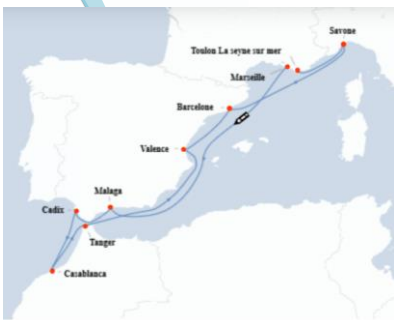 Savone
Toulon La seyne sur mer
Marseille
Barcelone
Valence
Malaga
Cadix
Tanger
Casablanca